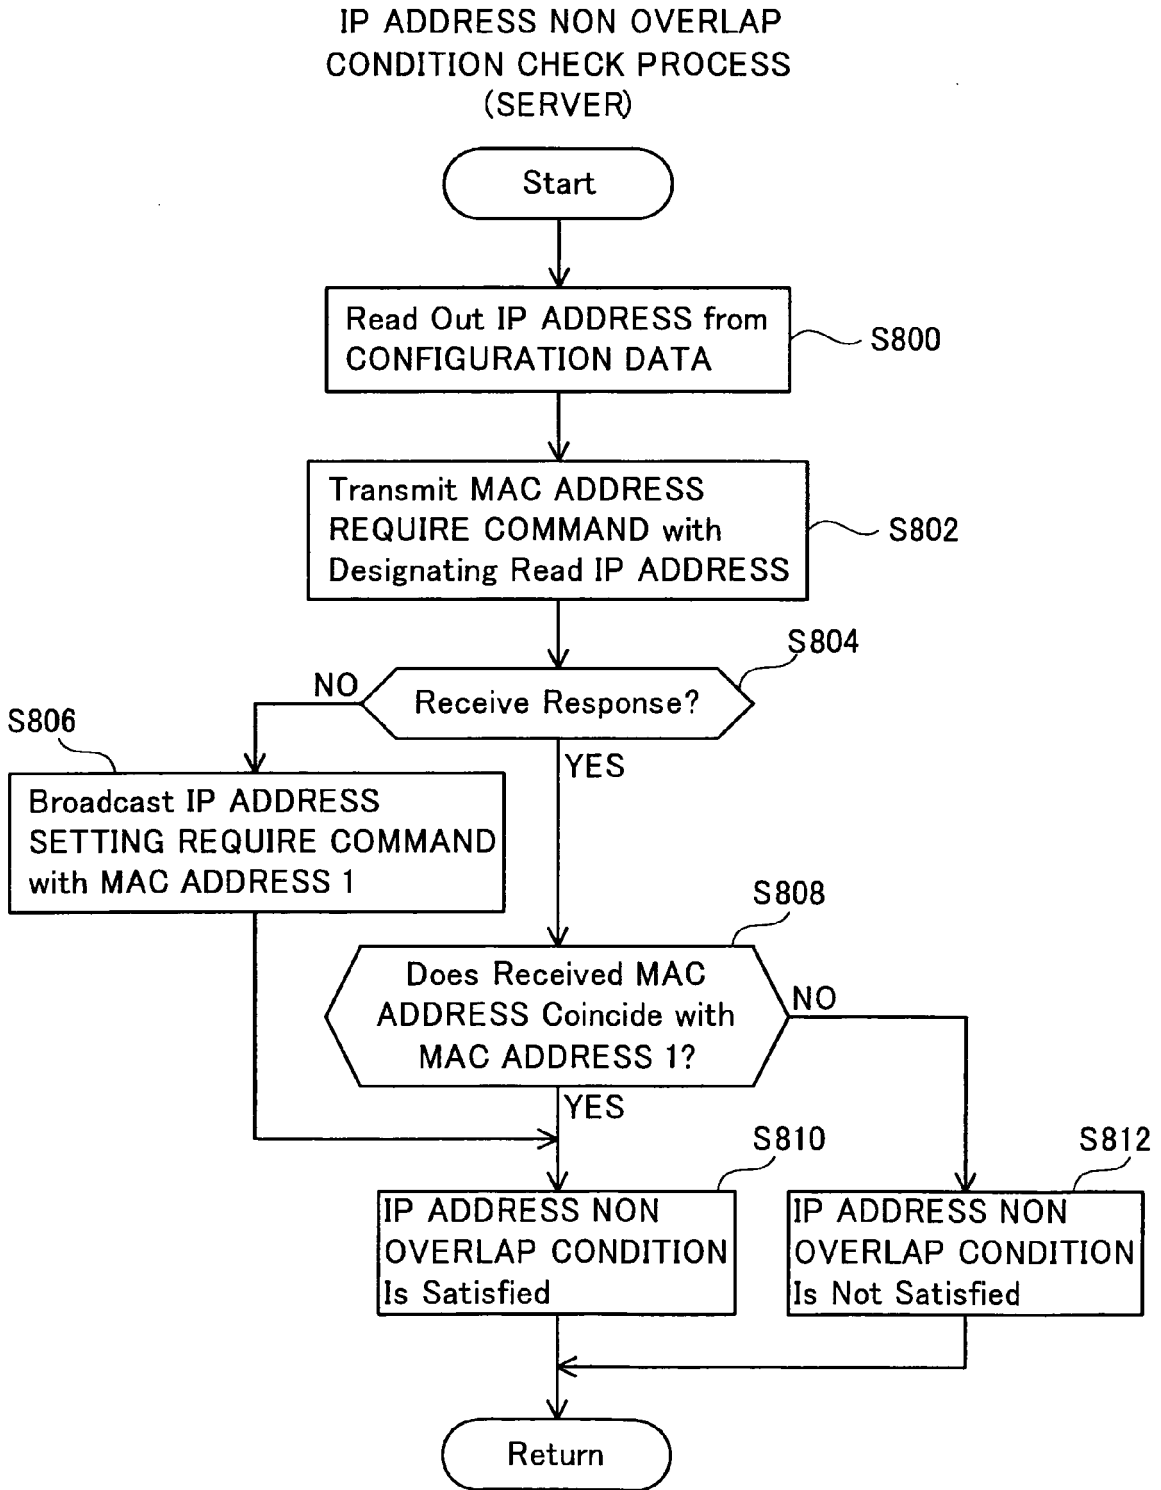 IP ADDRESS NON OVERLAP
CONDITION CHECK PROCESS
(SERVER)
Start
Read Out IP ADDRESS from
CONFIGURATION DATA
S800
Transmit MAC ADDRESS
REQUIRE COMMAND with
Designating Read IP ADDRESS
S802
S804
Receive Response?
NO
YES
S806
Broadcast IP ADDRESS
SETTING REQUIRE COMMAND
with MAC ADDRESS 1
S808
Does Received MAC
ADDRESS Coincide with
MAC ADDRESS 1?
NO
YES
S810
IP ADDRESS NON
OVERLAP CONDITION
Is Satisfied
S812
IP ADDRESS NON
OVERLAP CONDITION
Is Not Satisfied
Return